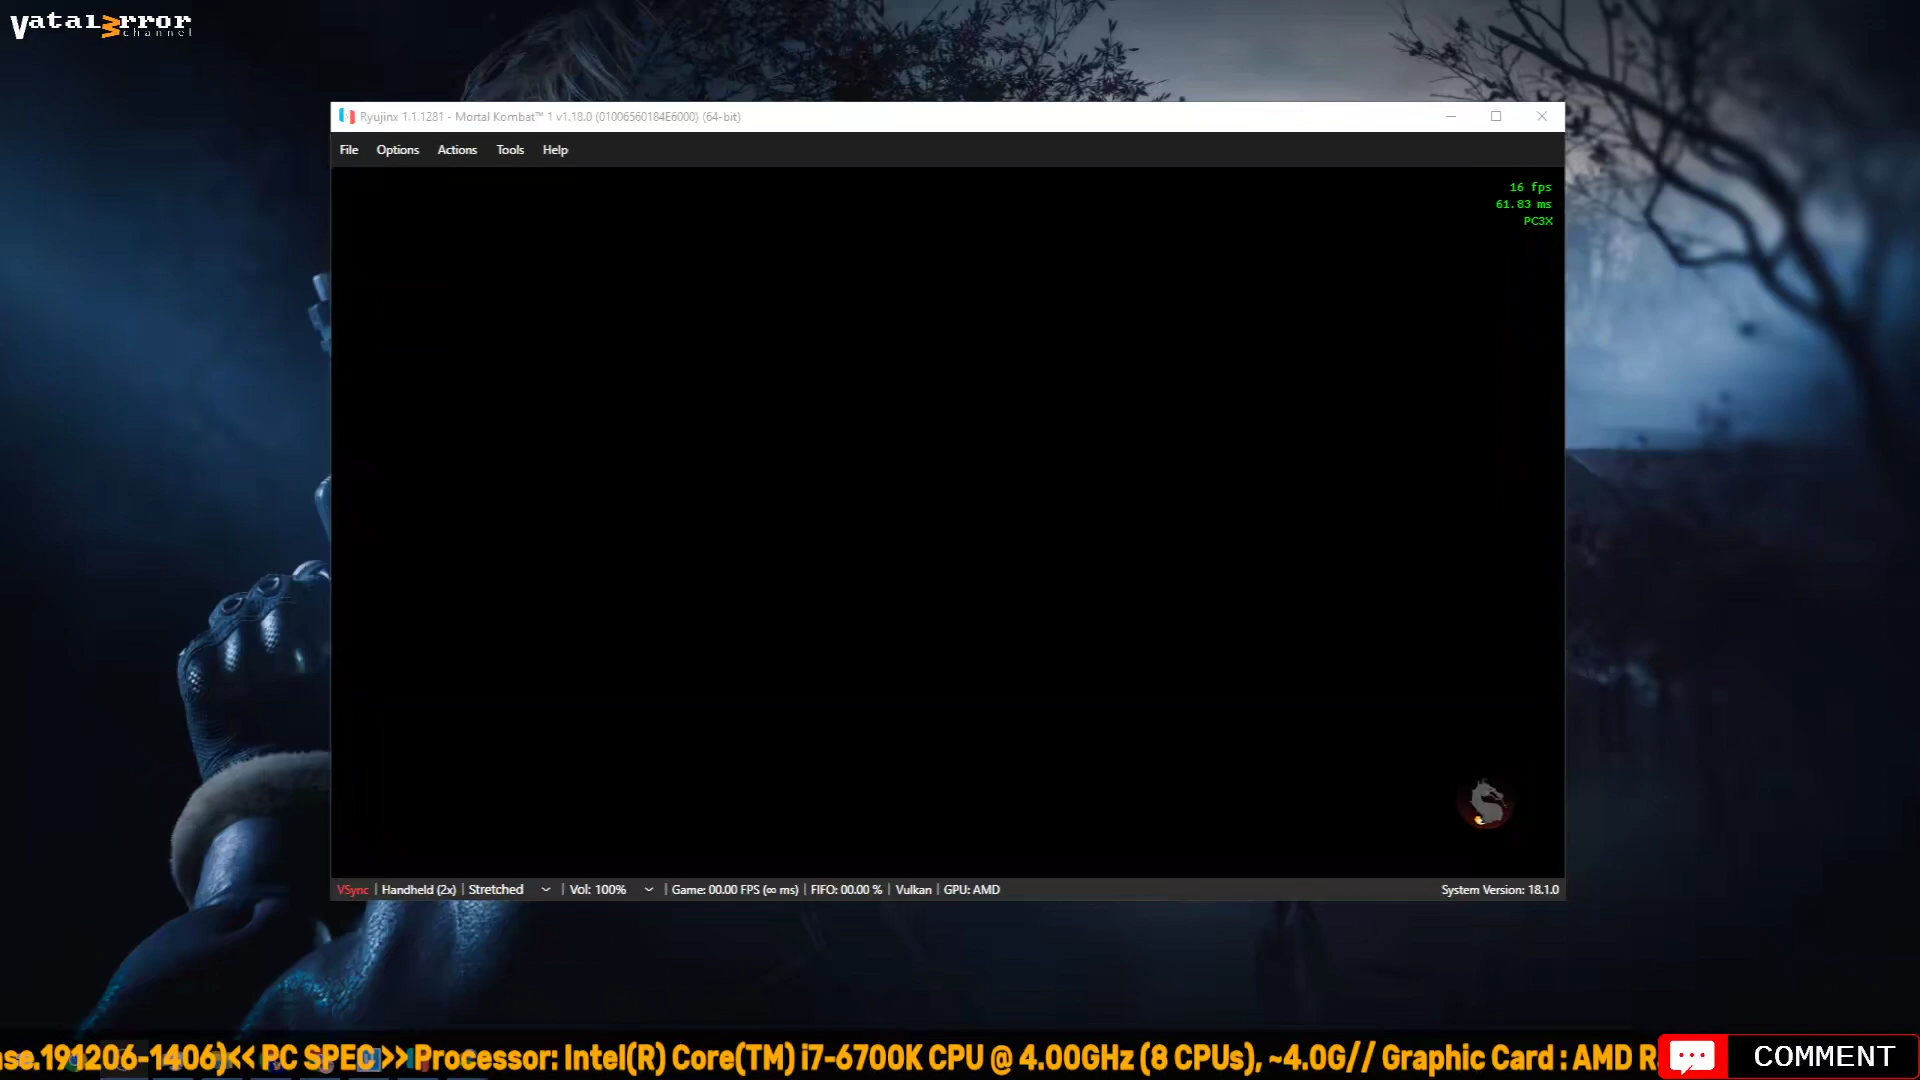 Vatal3rror
channel
Ryujinx 1.1.1281 - Mortal Kombat™ 1 v1.18.0 (01006560184E6000) (64-bit)
File Options Actions Tools Help
16 fps
61.83 ms
PC3X
VSync | Handheld (2x) | Stretched | Vol: 100% | Game: 00.00 FPS (∞ ms) | FIFO: 00.00 % | Vulkan | GPU: AMD System Version: 18.1.0
ase.191206-1406)<< PC SPEC >> Processor: Intel(R) Core(TM) i7-6700K CPU @ 4.00GHz (8 CPUs), ~4.0G// Graphic Card : AMD R
COMMENT